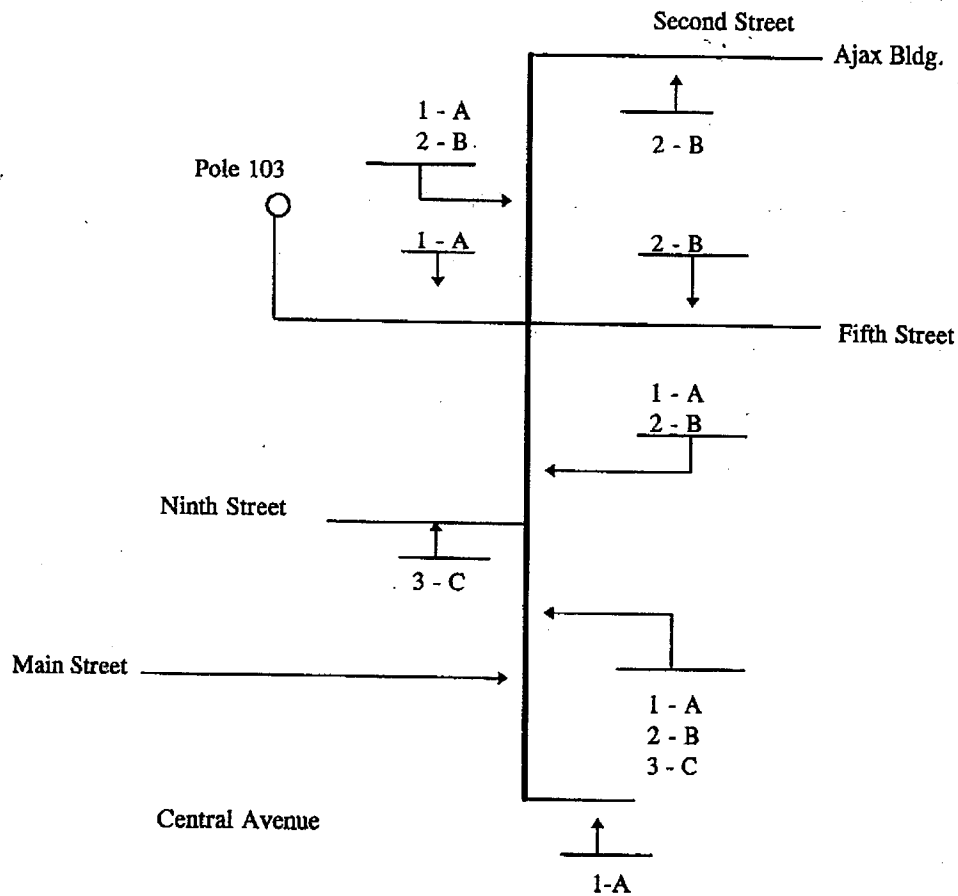 Second Street
Ajax Bldg.
1 - A
2 - B
2 - B
Pole 103
1 - A
2 - B
Fifth Street
1 - A
2 - B
Ninth Street
3 - C
Main Street
1 - A
2 - B
3 - C
Central Avenue
1-A